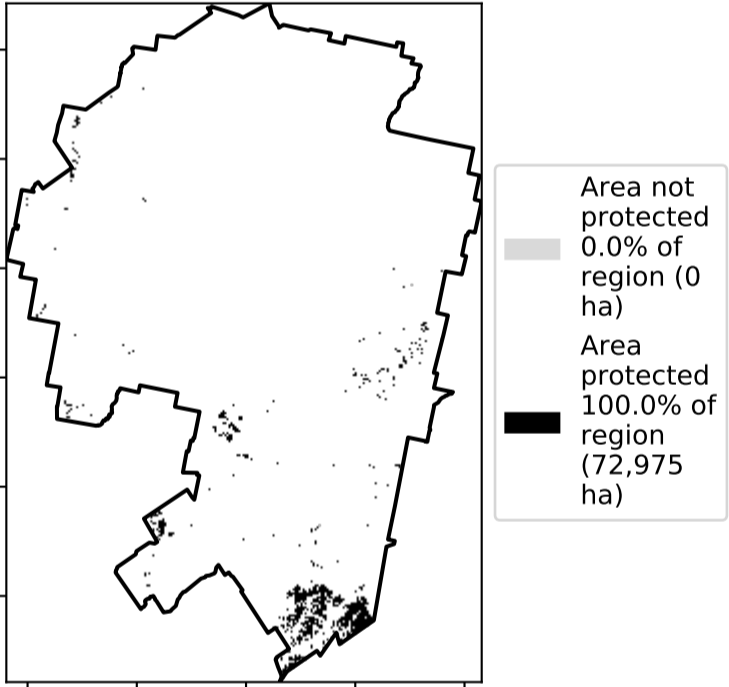 Area not
protected
0.0% of
region (0
ha)
Area
protected
100.0% of
region
(72,975
ha)